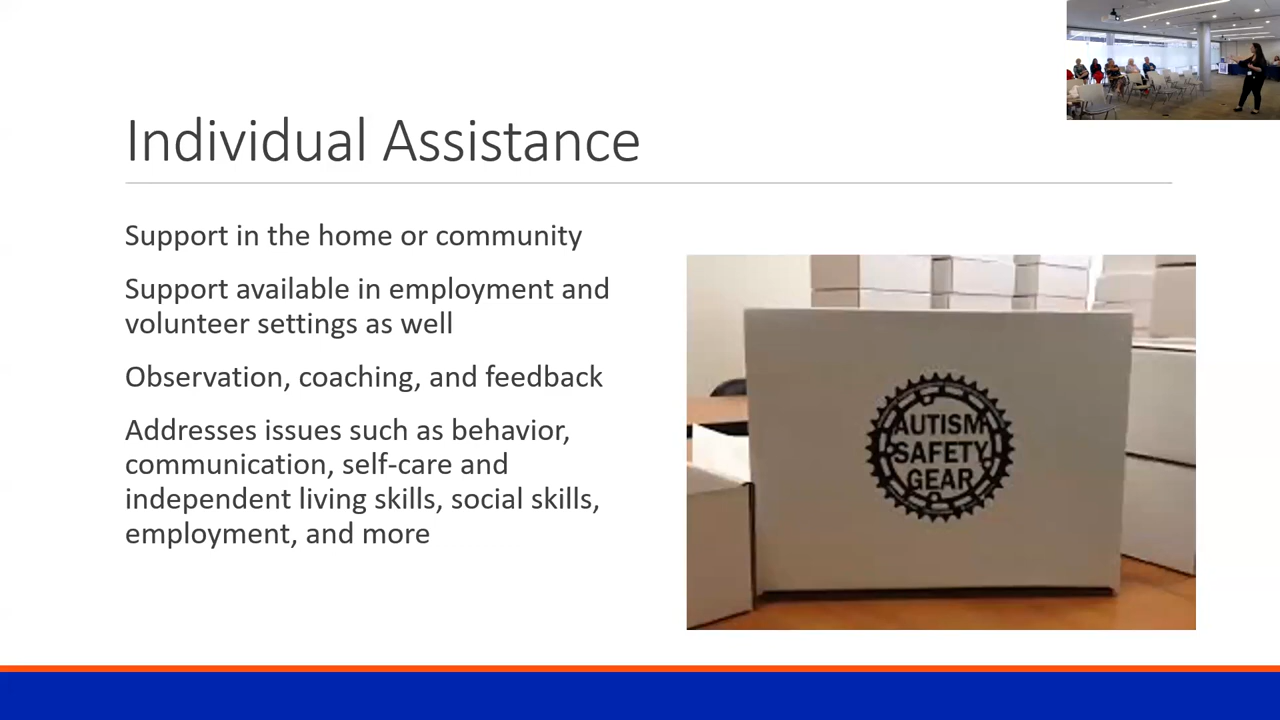 Individual Assistance
Support in the home or community
Support available in employment and
volunteer settings as well
Observation, coaching, and feedback
Addresses issues such as behavior,
communication, self-care and
independent living skills, social skills,
employment, and more
AUTISM
SAFETY
GEAR